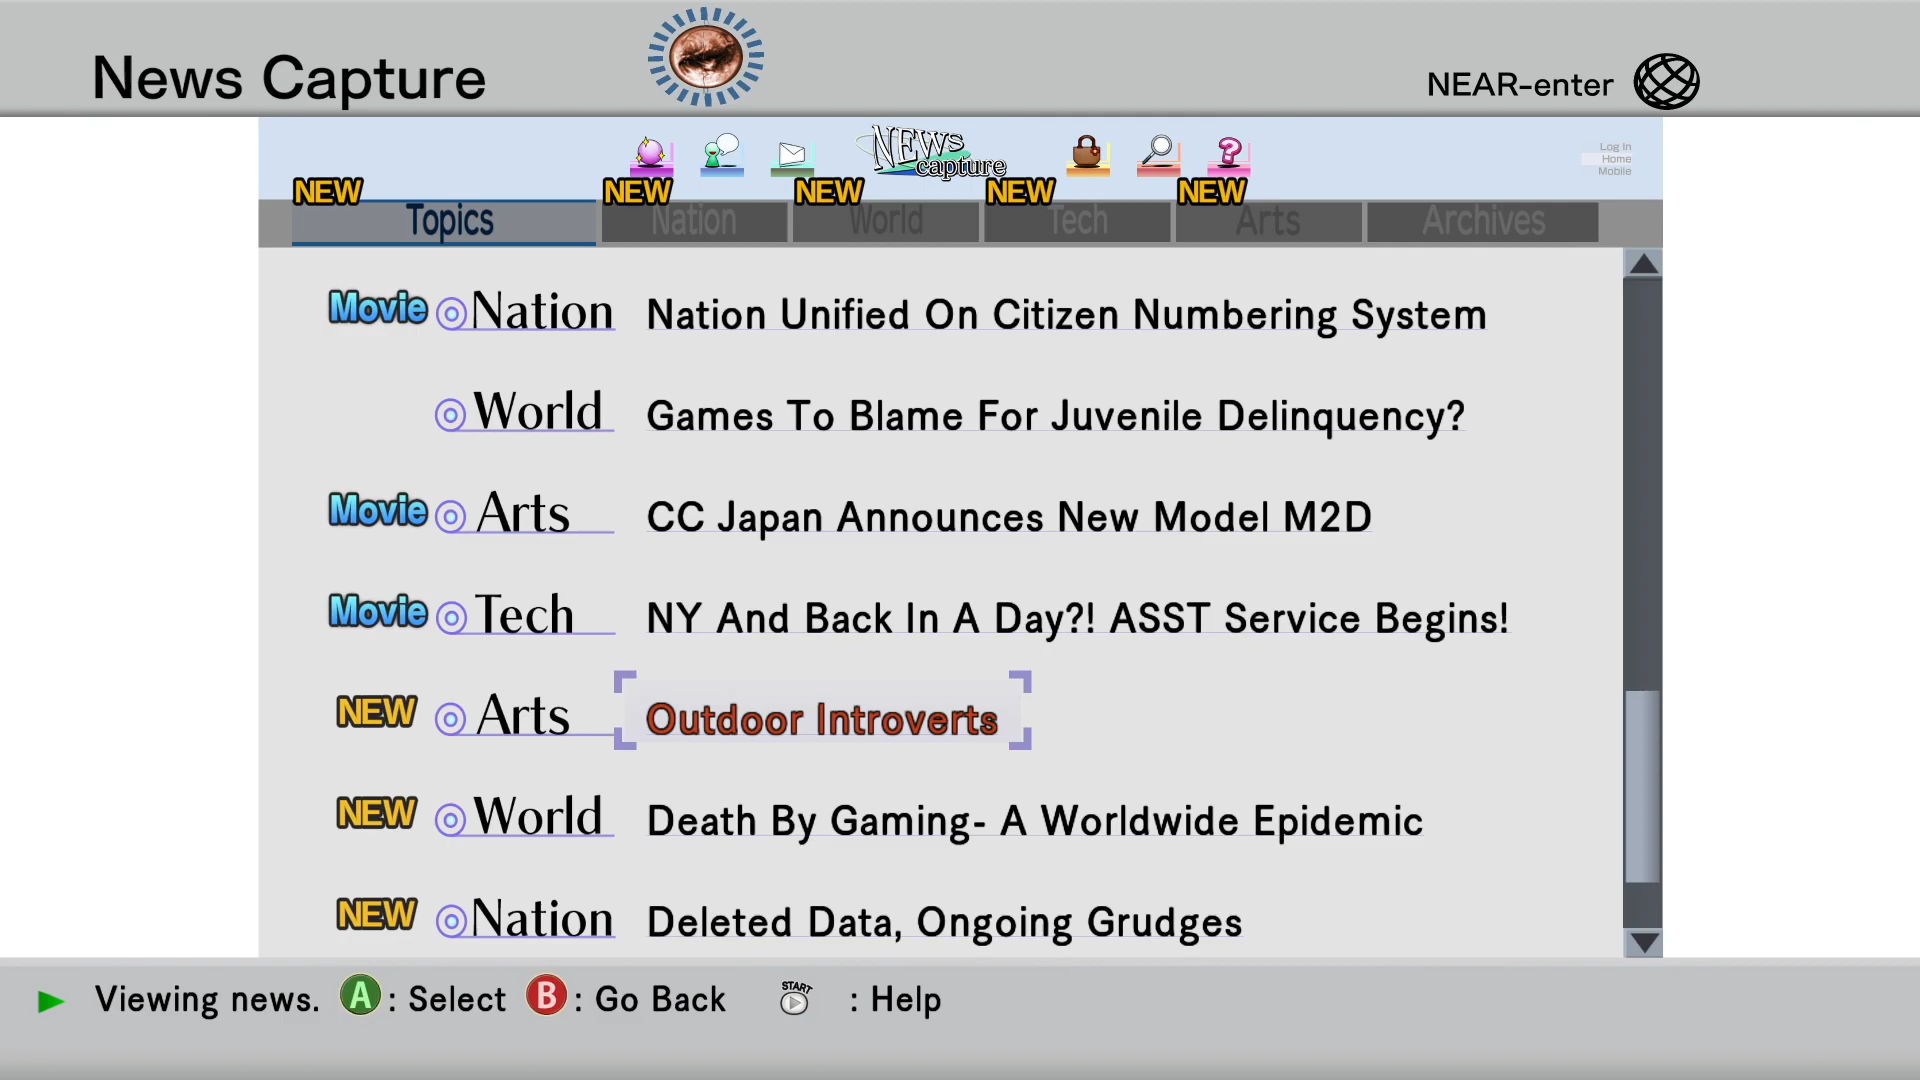 News Capture
NEAR-enter
NEWS
capture
Log In
Home
Mobile
NEW NEW NEW NEW NEW
Topics Nation World Tech Arts Archives
Movie Nation Nation Unified On Citizen Numbering System
World Games To Blame For Juvenile Delinquency?
Movie Arts CC Japan Announces New Model M2D
Movie Tech NY And Back In A Day?! ASST Service Begins!
NEW Arts Outdoor Introverts
NEW World Death By Gaming- A Worldwide Epidemic
NEW Nation Deleted Data, Ongoing Grudges
Viewing news. A : Select B : Go Back START : Help